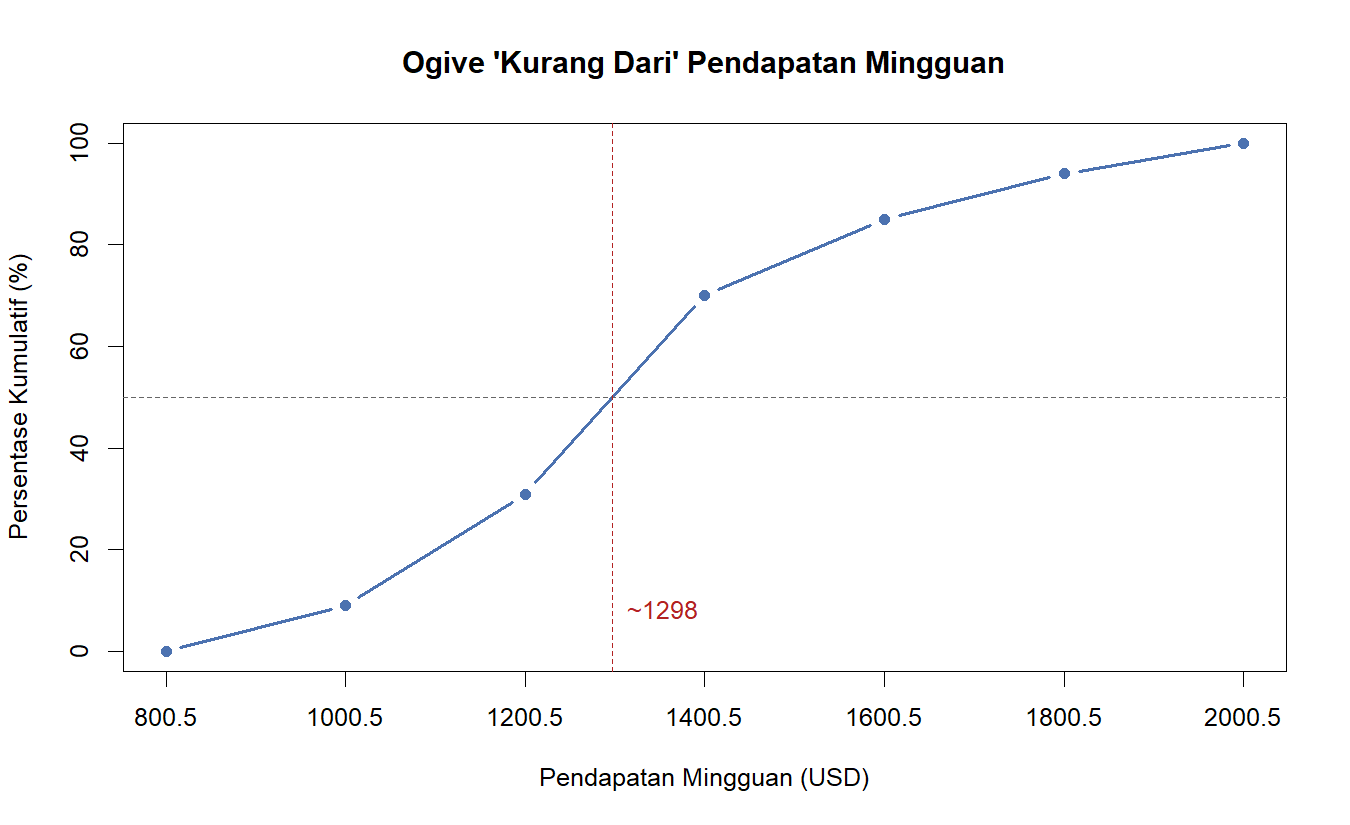 Ogive 'Kurang Dari' Pendapatan Mingguan
Persentase Kumulatif (%)
100
80
60
40
20
0
~1298
800.5 1000.5 1200.5 1400.5 1600.5 1800.5 2000.5
Pendapatan Mingguan (USD)